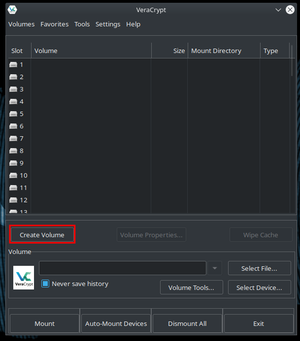 VeraCrypt
Volumes Favorites Tools Settings Help
Slot Volume Size Mount Directory Type
1
2
3
4
5
6
7
8
9
10
11
12
13
Create Volume Volume Properties... Wipe Cache
Volume
VeraCrypt
Select File...
Never save history
Volume Tools... Select Device...
Mount Auto-Mount Devices Dismount All Exit